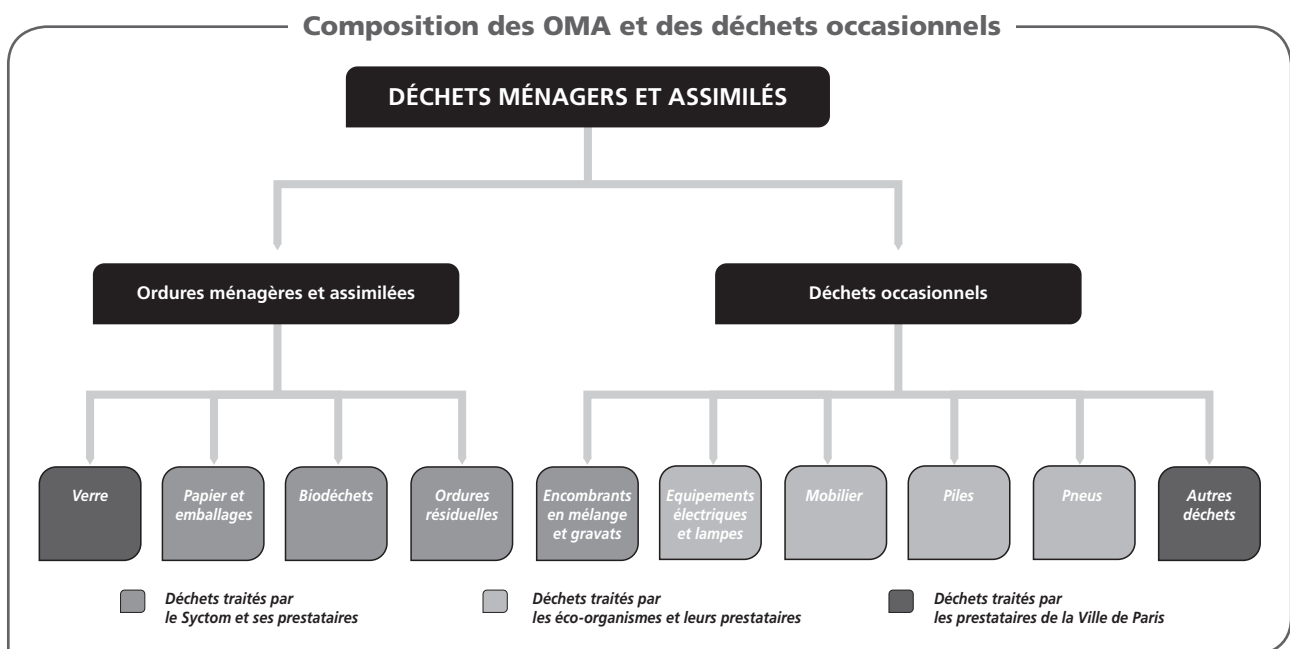 Composition des OMA et des déchets occasionnels
DÉCHETS MÉNAGERS ET ASSIMILÉS
Ordures ménagères et assimilées
Déchets occasionnels
Verre
Papier et
emballages
Biodéchets
Ordures
résiduelles
Encombrants
en mélange
et gravats
Equipements
électriques
et lampes
Mobilier
Piles
Pneus
Autres
déchets
Déchets traités par
le Syctom et ses prestataires
Déchets traités par
les éco-organismes et leurs prestataires
Déchets traités par
les prestataires de la Ville de Paris